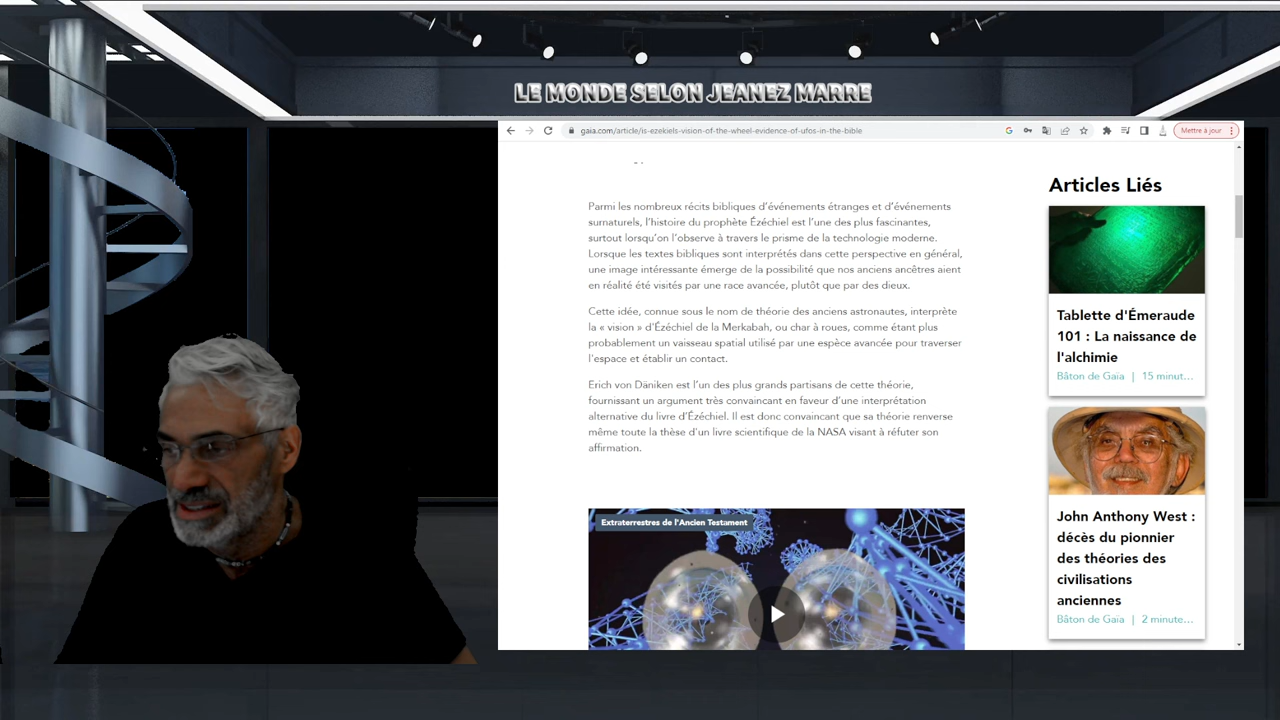 LE MONDE SELON JEANEZ MARRE
gaia.com/article/is-ezekiels-vision-of-the-wheel-evidence-of-ufos-in-the-bible
Mettre à jour
Parmi les nombreux récits bibliques d'événements étranges et d'événements
surnaturels, l'histoire du prophète Ézéchiel est l'une des plus fascinantes,
surtout lorsqu'on l'observe à travers le prisme de la technologie moderne.
Lorsque les textes bibliques sont interprétés dans cette perspective en général,
une image intéressante émerge de la possibilité que nos anciens ancêtres aient
en réalité été visités par une race avancée, plutôt que par des dieux.
Cette idée, connue sous le nom de théorie des anciens astronautes, interprète
la « vision » d'Ézéchiel de la Merkabah, ou char à roues, comme étant plus
probablement un vaisseau spatial utilisé par une espèce avancée pour traverser
l'espace et établir un contact.
Erich von Däniken est l'un des plus grands partisans de cette théorie,
fournissant un argument très convaincant en faveur d'une interprétation
alternative du livre d'Ézéchiel. Il est donc convaincant que sa théorie renverse
même toute la thèse d'un livre scientifique de la NASA visant à réfuter son
affirmation.
Extraterrestres de l'Ancien Testament
Articles Liés
Tablette d'Émeraude
101 : La naissance de
l'alchimie
Bâton de Gaïa | 15 minut...
John Anthony West :
décès du pionnier
des théories des
civilisations
anciennes
Bâton de Gaïa | 2 minute...